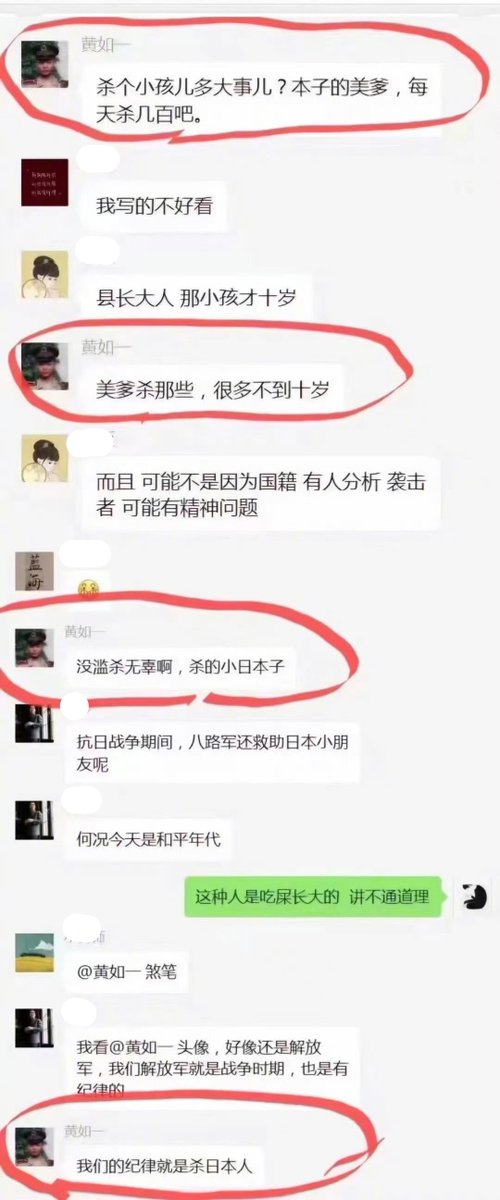 黄如一
杀个小孩儿多大事儿？本子的美爹，每
天杀几百吧。
我写的不好看
县长大人 那小孩才十岁
黄如一
美爹杀那些，很多不到十岁
而且 可能不是因为国籍 有人分析 袭击
者 可能有精神问题
蓝海
黄如一
没滥杀无辜啊，杀的小日本子
抗日战争期间，八路军还救助日本小朋
友呢
何况今天是和平年代
这种人是吃屎长大的 讲不通道理
师
@黄如一 煞笔
我看@黄如一 头像，好像还是解放
军，我们解放军就是战争时期，也是有
纪律的
黄如一
我们的纪律就是杀日本人